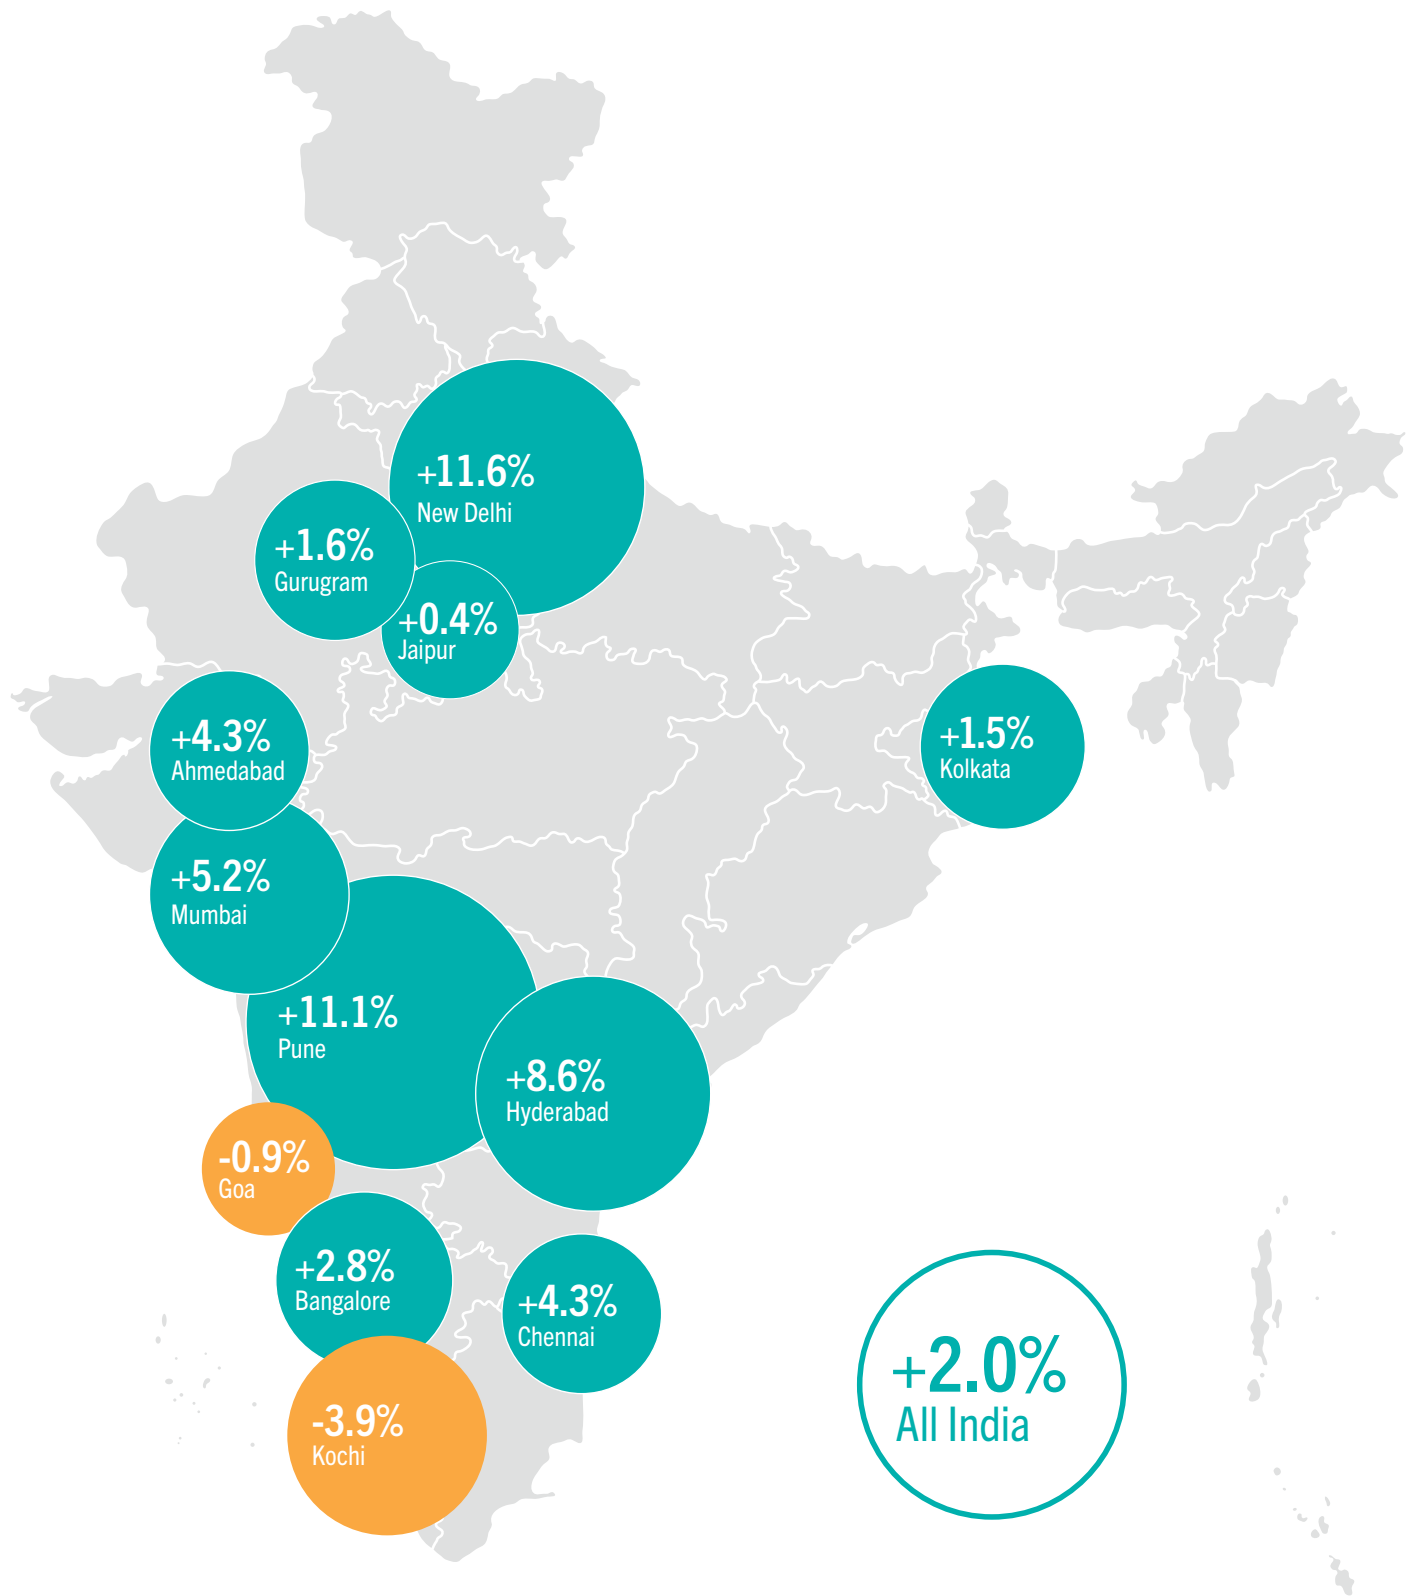 +11.6%
New Delhi
+1.6%
Gurugram
+0.4%
Jaipur
+4.3%
Ahmedabad
+1.5%
Kolkata
+5.2%
Mumbai
+11.1%
Pune
+8.6%
Hyderabad
-0.9%
Goa
+2.8%
Bangalore
+4.3%
Chennai
-3.9%
Kochi
+2.0%
All India